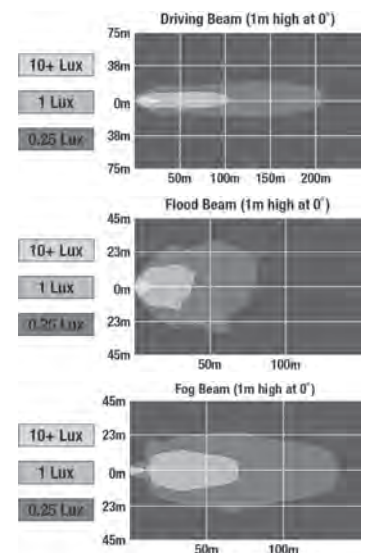 Driving Beam (1m high at 0°)
75m
10+ Lux 38m
1 Lux 0m
0.25 Lux 38m
75m
50m 100m 150m 200m
Flood Beam (1m high at 0°)
45m
10+ Lux 23m
1 Lux 0m
0.25 Lux 23m
45m
50m 100m
Fog Beam (1m high at 0°)
45m
10+ Lux 23m
1 Lux 0m
0.25 Lux 23m
45m
50m 100m